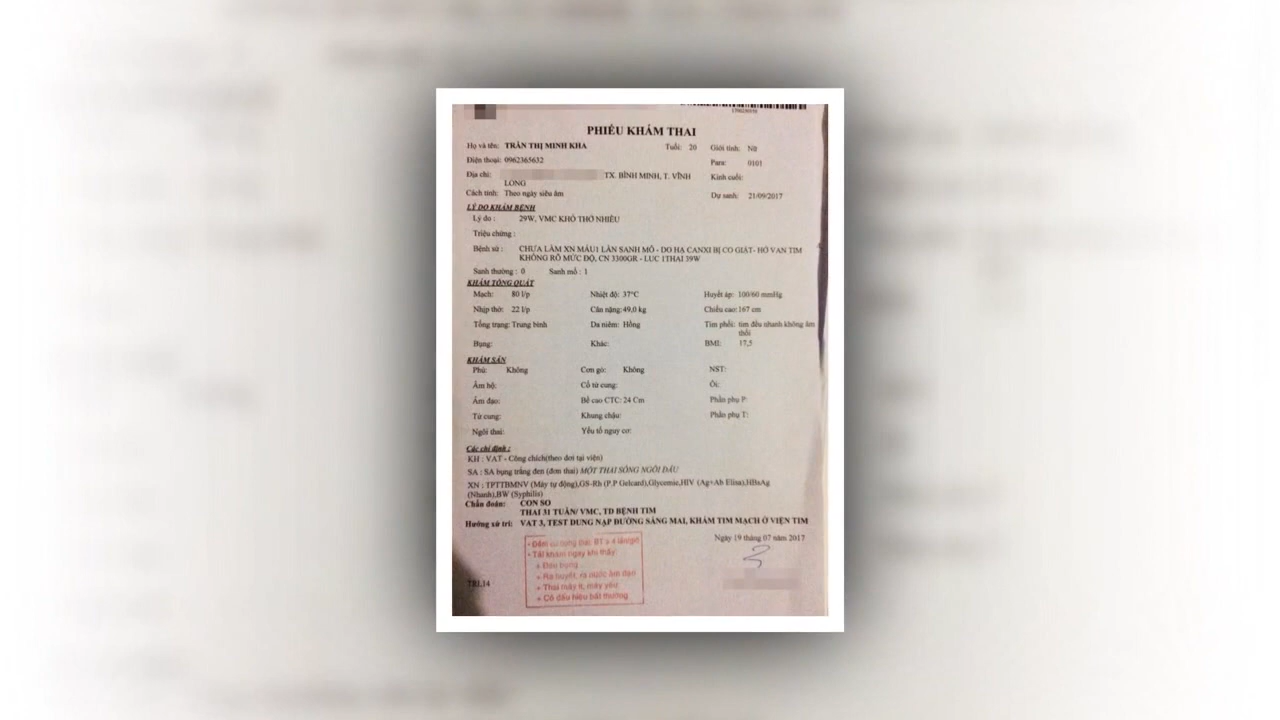 PHIẾU KHÁM THAI
Họ và tên: TRẦN THỊ MINH KHA Tuổi: 20 Giới tính: Nữ
Điện thoại: 0962365632 Para: 0101
Địa chỉ: TX. BÌNH MINH, T. VĨNH LONG Kinh cuối:
Cách tính: Theo ngày siêu âm Dự sanh: 21/09/2017
LÝ DO KHÁM BỆNH
Lý do : 29W, VMC KHÓ THỞ NHIỀU
Triệu chứng :
Bệnh sử : CHƯA LÀM XN MÁU1 LẦN SANH MỔ - DO HẠ CANXI BỊ CO GIẬT- HỞ VAN TIM
KHÔNG RÕ MỨC ĐỘ, CN 3300GR - LUC 1THAI 39W
Sanh thường : 0 Sanh mổ : 1
KHÁM TỔNG QUÁT
Mạch: 80 l/p Nhiệt độ: 37°C Huyết áp: 100/60 mmHg
Nhịp thở: 22 l/p Cân nặng: 49,0 kg Chiều cao: 167 cm
Tổng trạng: Trung bình Da niêm: Hồng Tim phổi: tim đều nhanh không âm
thổi
Bụng: Khác: BMI: 17,5
KHÁM SẢN
Phù: Không Cơn gò: Không NST:
Âm hộ: Cổ tử cung: Ối:
Âm đạo: Bề cao CTC: 24 Cm Phần phụ P:
Tử cung: Khung chậu: Phần phụ T:
Ngôi thai: Yếu tố nguy cơ:
Các chỉ định :
KH : VAT - Công chích(theo dõi tại viện)
SA : SA bụng trắng đen (đơn thai) MỘT THAI SỐNG NGÔI ĐẦU
XN : TPTTBMNV (Máy tự động),GS-Rh (P.P Gelcard),Glycemic,HIV (Ag+Ab Elisa),HBsAg
(Nhanh),BW (Syphilis)
Chẩn đoán: CON SO
THAI 31 TUẦN/ VMC, TD BỆNH TIM
Hướng xử trí: VAT 3, TEST DUNG NẠP ĐƯỜNG SÁNG MAI, KHÁM TIM MẠCH Ở VIỆN TIM
Ngày 19 tháng 07 năm 2017
- Đếm cử động thai: BT ≥ 4 lần/giờ
- Tái khám ngay khi thấy:
+ Đau bụng
+ Ra huyết, ra nước âm đạo
+ Thai máy ít, máy yếu
+ Có dấu hiệu bất thường
TB1.14